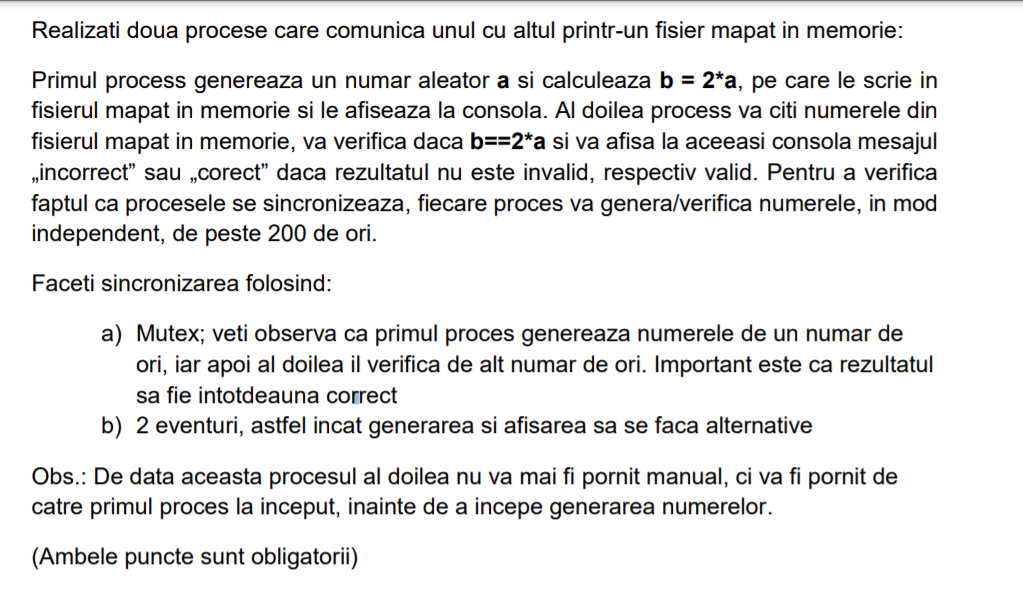 Realizati doua procese care comunica unul cu altul printr-un fisier mapat in memorie:
Primul process genereaza un numar aleator a si calculeaza b = 2*a, pe care le scrie in
fisierul mapat in memorie si le afiseaza la consola. Al doilea process va citi numerele din
fisierul mapat in memorie, va verifica daca b==2*a si va afisa la aceeasi consola mesajul
„incorrect” sau „corect” daca rezultatul nu este invalid, respectiv valid. Pentru a verifica
faptul ca procesele se sincronizeaza, fiecare proces va genera/verifica numerele, in mod
independent, de peste 200 de ori.
Faceti sincronizarea folosind:
a) Mutex; veti observa ca primul proces genereaza numerele de un numar de
ori, iar apoi al doilea il verifica de alt numar de ori. Important este ca rezultatul
sa fie intotdeauna correct
b) 2 eventuri, astfel incat generarea si afisarea sa se faca alternative
Obs.: De data aceasta procesul al doilea nu va mai fi pornit manual, ci va fi pornit de
catre primul proces la inceput, inainte de a incepe generarea numerelor.
(Ambele puncte sunt obligatorii)